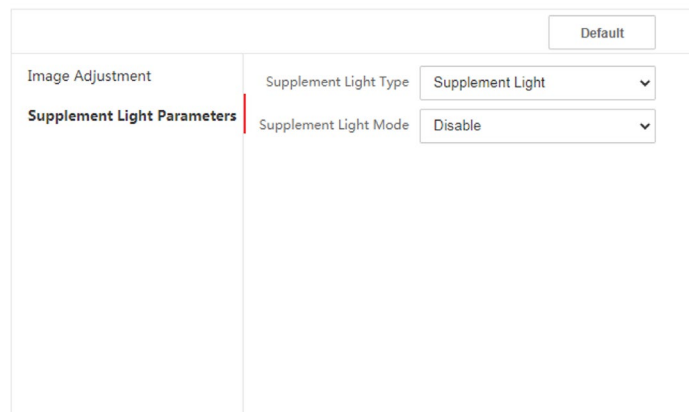 Default
Image Adjustment
Supplement Light Parameters
Supplement Light Type
Supplement Light
Supplement Light Mode
Disable